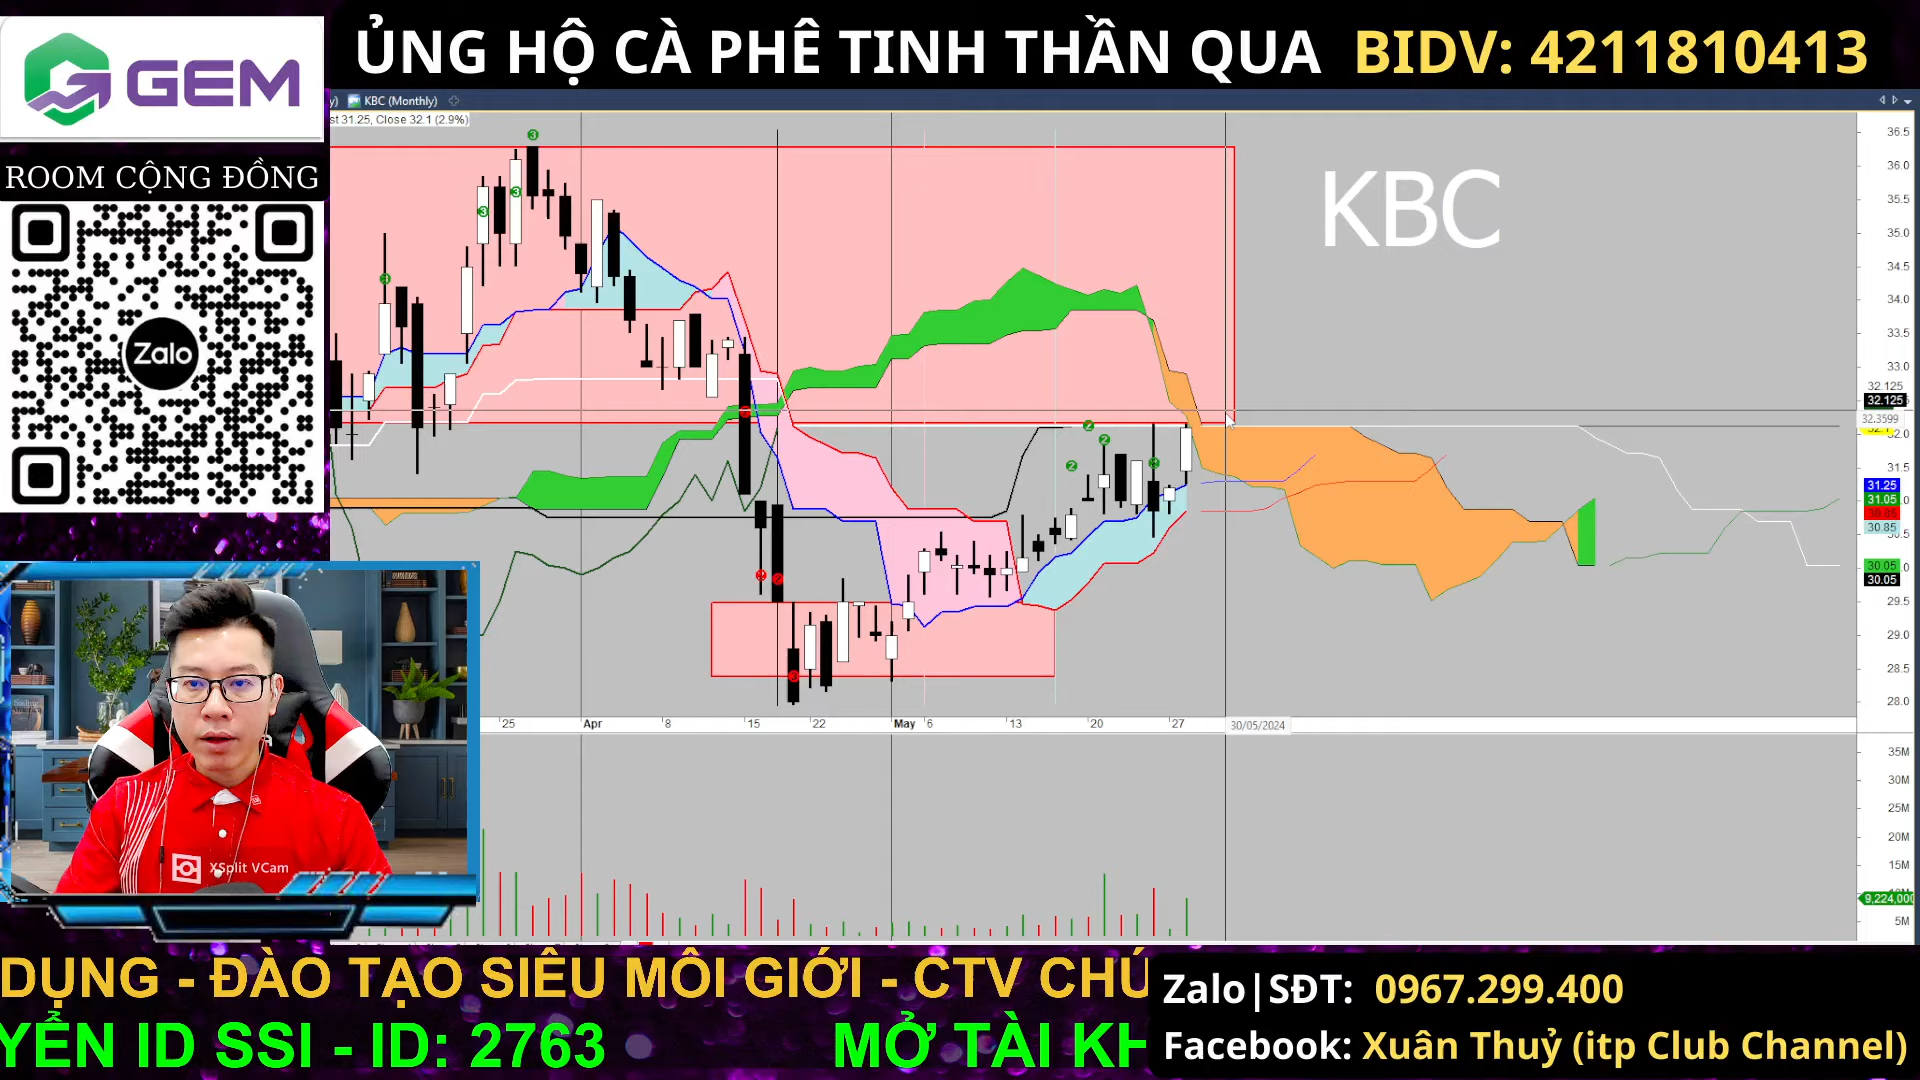 GEM
ỦNG HỘ CÀ PHÊ TINH THẦN QUA BIDV: 4211810413
y) KBC (Monthly)
st 31.25, Close 32.1 (2.9%)
ROOM CỘNG ĐỒNG
Zalo
KBC
36.5
36.0
35.5
35.0
34.5
34.0
33.5
33.0
32.125
32.125
32.3599
32.0
31.5
31.25
31.05
30.85
30.85
30.05
30.05
29.5
29.0
28.5
28.0
25 Apr 8 15 22 May 6 13 20 27 30/05/2024
35M
30M
25M
20M
15M
9,224,000
5M
XSplit VCam
DỤNG - ĐÀO TẠO SIÊU MÔI GIỚI - CTV CHÚ
YỂN ID SSI - ID: 2763 MỞ TÀI KH
Zalo|SĐT: 0967.299.400
Facebook: Xuân Thuỷ (itp Club Channel)